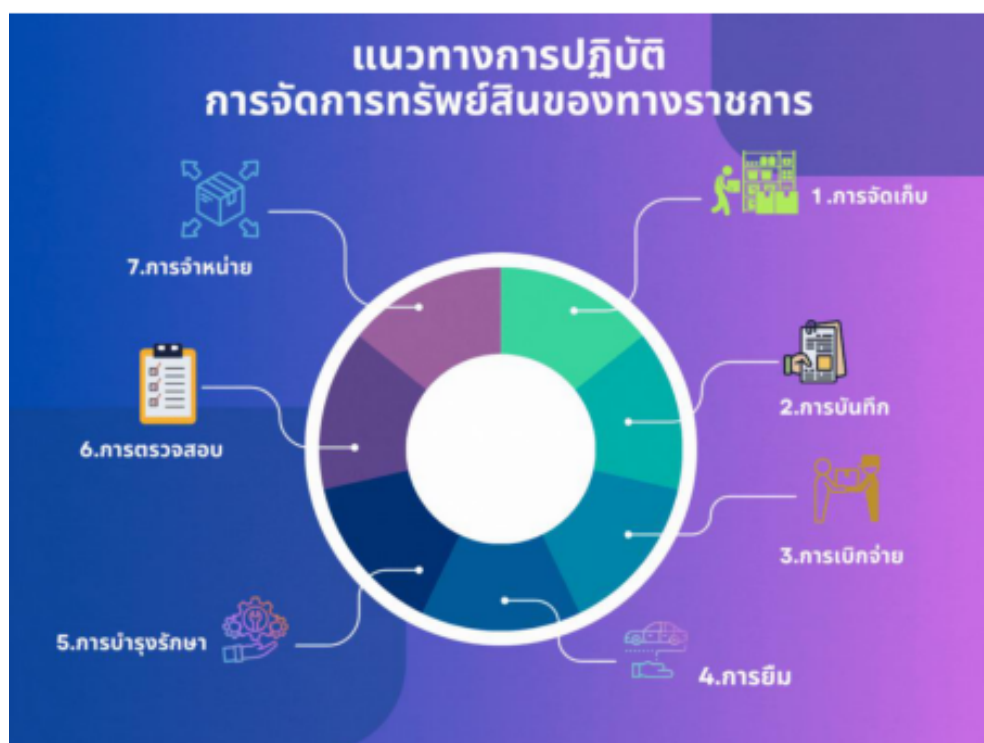 แนวทางการปฏิบัติ
การจัดการทรัพย์สินของทางราชการ
1.การจัดเก็บ
2.การบันทึก
3.การเบิกจ่าย
4.การยืม
5.การบำรุงรักษา
6.การตรวจสอบ
7.การจำหน่าย